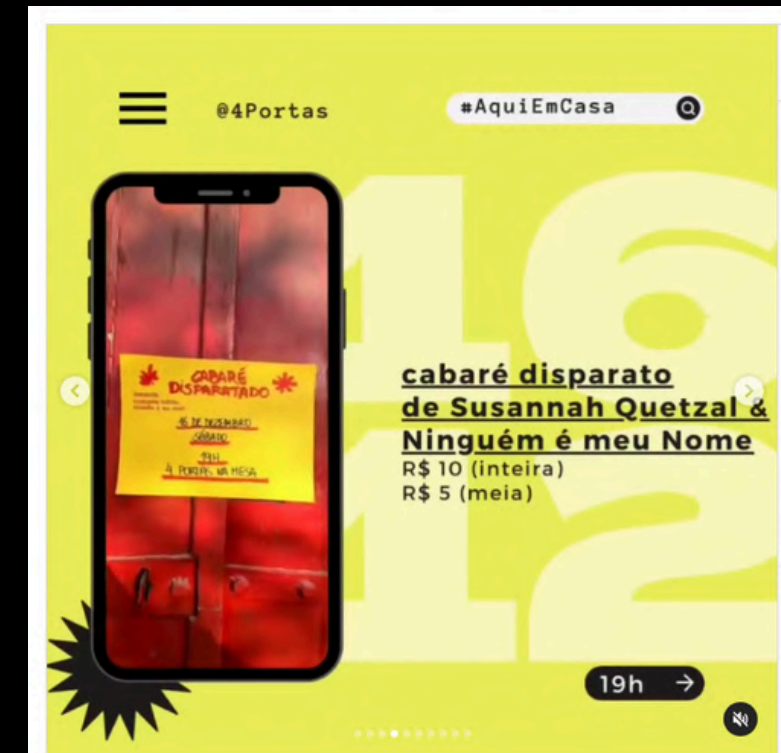 @4Portas
#AquiEmCasa
16
12
CABARÉ
DISPARATADO
16 DE DEZEMBRO
SÁBADO
19H
4 PORTAS NA MESA
cabaré disparato
de Susannah Quetzal &
Ninguém é meu Nome
R$ 10 (inteira)
R$ 5 (meia)
19h